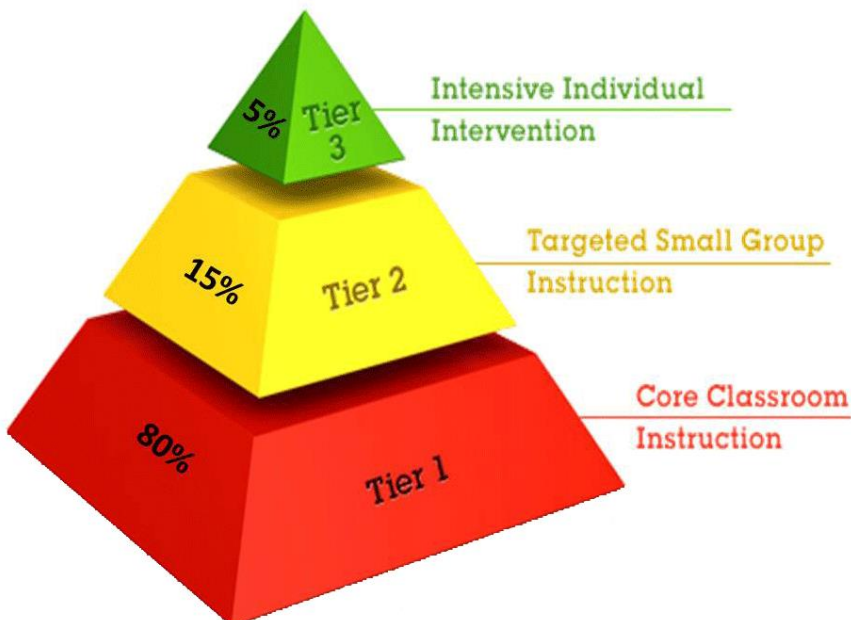 5%
Tier
3
Intensive Individual
Intervention
15%
Tier 2
Targeted Small Group
Instruction
80%
Tier 1
Core Classroom
Instruction